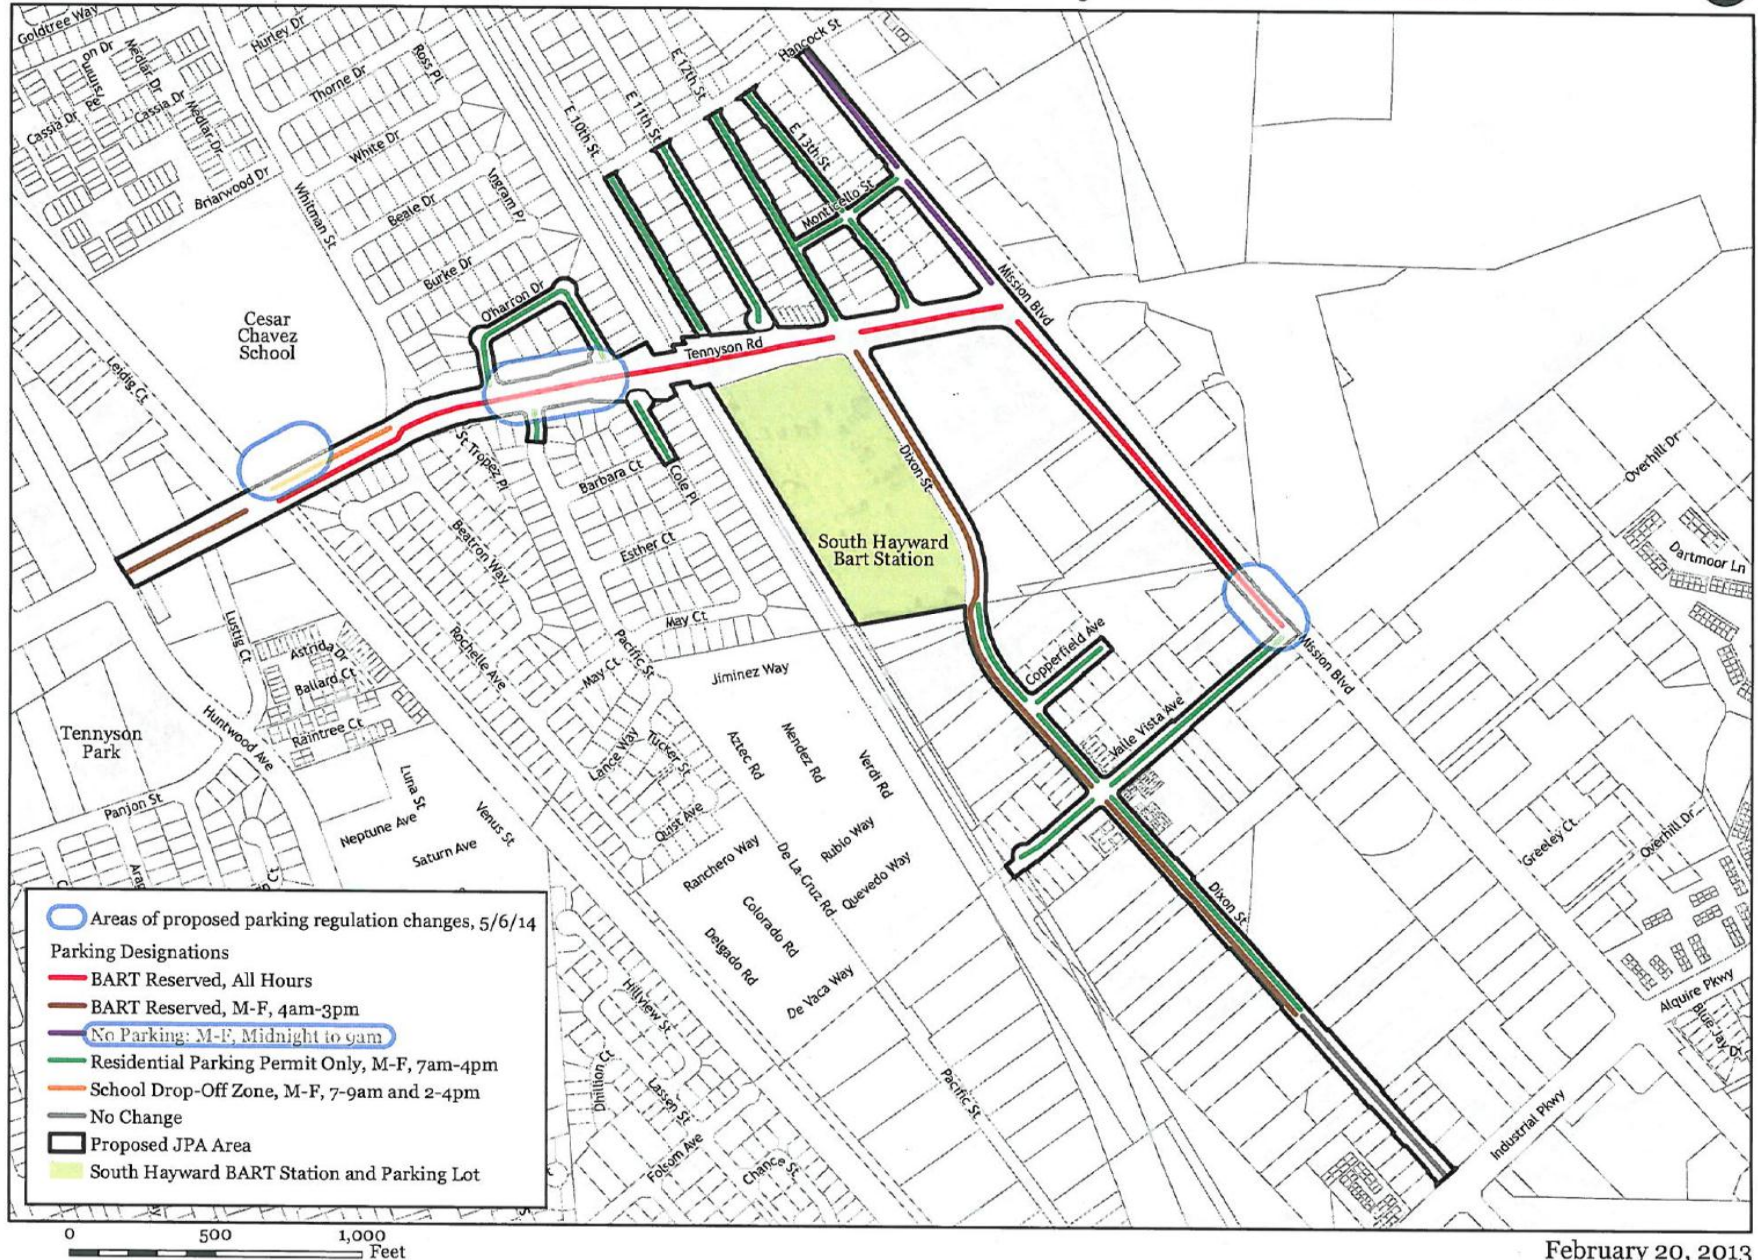 Goldtree Way
Hurley Dr
Hancock St
Medlar Dr
Ross Pl
E 12th St
Thorne Dr
Cassia Dr
Cassia Dr
Medlar Dr
E 11th St
E 10th St
E 13th St
White Dr
Briarwood Dr
Whitman St
Ingram Pl
Beale Dr
Monticello St
Burke Dr
Mission Blvd
O'harron Dr
Cesar
Chavez
School
Tennyson Rd
Leidig Ct
St Tropez Pl
Barbara Ct
Cole Pl
Dixon St
Overhill Dr
Beatron Way
Esther Ct
South Hayward
Bart Station
Dartmoor Ln
Lustig Ct
Astrida Dr
Ballard Ct
Rochelle Ave
May Ct
Pacific St
May Ct
Jiminez Way
Copperfield Ave
Mission Blvd
Tennyson
Park
Huntwood Ave
Raintree Ct
Lance Way
Tucker St
Aztec Rd
Mendez Rd
Verdi Rd
Valle Vista Ave
Luna St
Venus St
Panjon St
Neptune Ave
Saturn Ave
Quist Ave
Ranchero Way
Rubio Way
De La Cruz Rd
Quevedo Way
Greeley Ct
Overhill Dr
Colorado Rd
Delgado Rd
De Vaca Way
Dixon St
Alquire Pkwy
Blue Jay D
Hillview St
Dhillion Ct
Lassen St
Folsom Ave
Chance St
Pacific St
Industrial Pkwy
Areas of proposed parking regulation changes, 5/6/14
Parking Designations
BART Reserved, All Hours
BART Reserved, M-F, 4am-3pm
No Parking: M-F, Midnight to 9am
Residential Parking Permit Only, M-F, 7am-4pm
School Drop-Off Zone, M-F, 7-9am and 2-4pm
No Change
Proposed JPA Area
South Hayward BART Station and Parking Lot
0 500 1,000
Feet
February 20, 2013